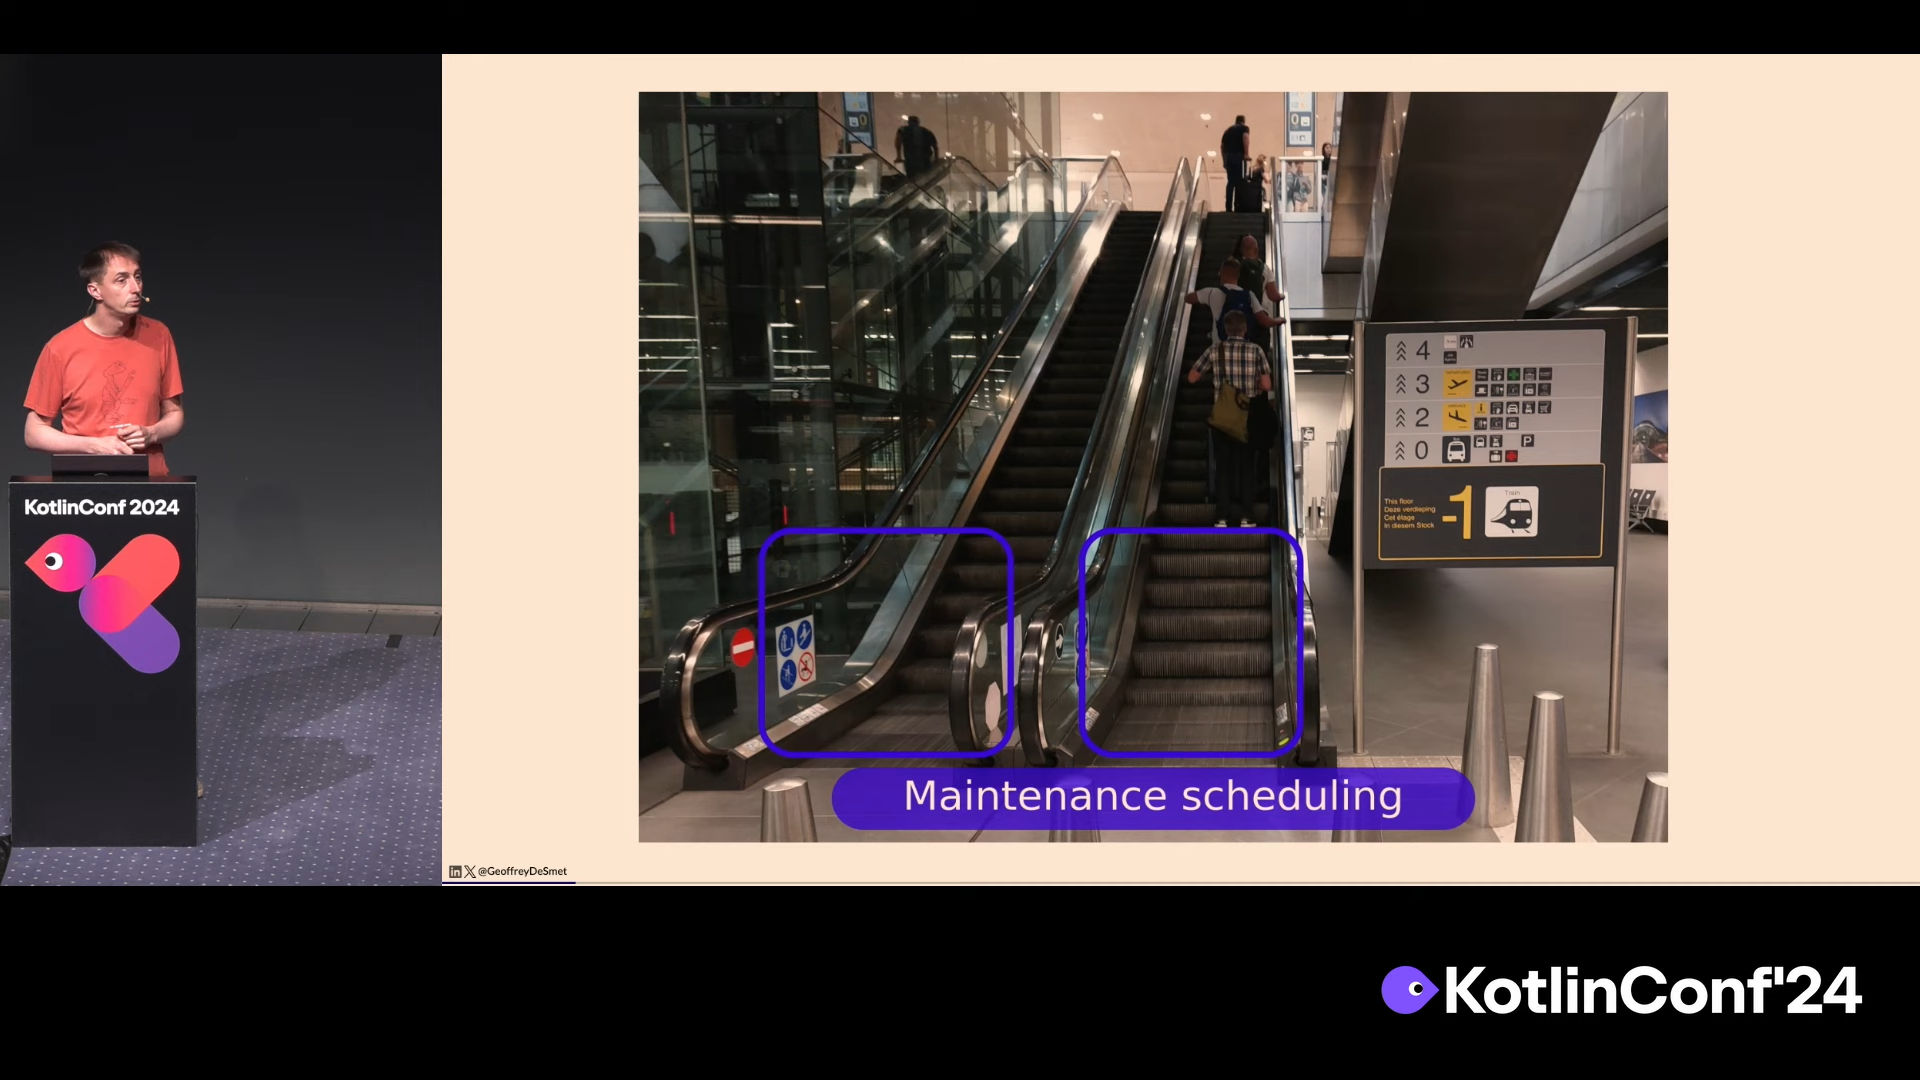 KotlinConf 2024
4
3
2
0
This floor
Deze verdieping
Cet étage
In diesem Stock
-1
Train
P
Maintenance scheduling
@GeoffreyDeSmet
KotlinConf'24